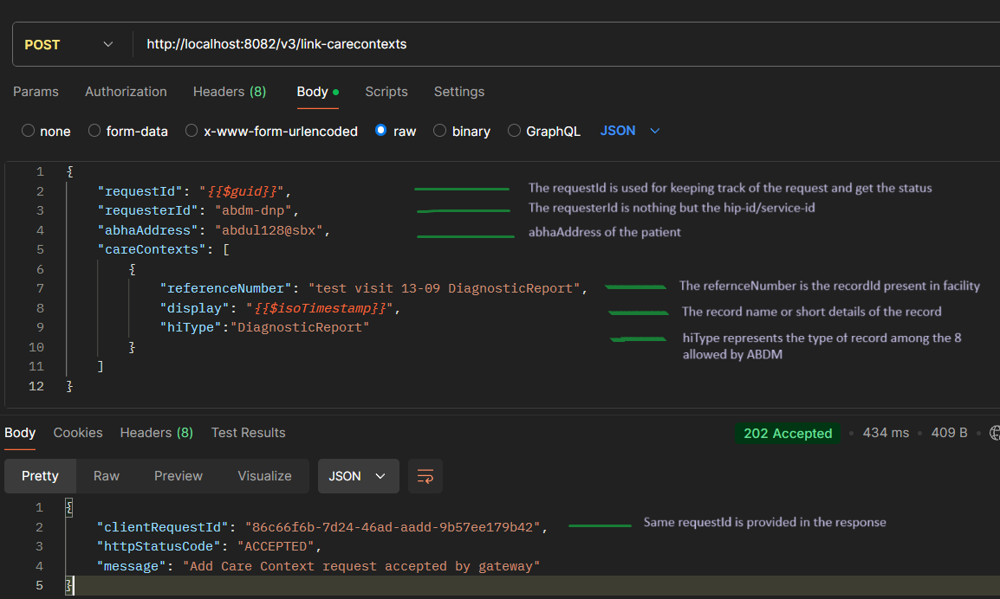 POST http://localhost:8082/v3/link-carecontexts
Params Authorization Headers (8) Body Scripts Settings
none form-data x-www-form-urlencoded raw binary GraphQL JSON
1 {
2 "requestId": "{{$guid}}", The requestId is used for keeping track of the request and get the status
3 "requesterId": "abdm-dnp", The requesterId is nothing but the hip-id/service-id
4 "abhaAddress": "abdul128@sbx", abhaAddress of the patient
5 "careContexts": [
6 {
7 "referenceNumber": "test visit 13-09 DiagnosticReport", The refernceNumber is the recordId present in facility
8 "display": "{{$isoTimestamp}}", The record name or short details of the record
9 "hiType":"DiagnosticReport" hiType represents the type of record among the 8
allowed by ABDM
10 }
11 ]
12 }
Body Cookies Headers (8) Test Results 202 Accepted 434 ms 409 B
Pretty Raw Preview Visualize JSON
1 {
2 "clientRequestId": "86c66f6b-7d24-46ad-aadd-9b57ee179b42", Same requestId is provided in the response
3 "httpStatusCode": "ACCEPTED",
4 "message": "Add Care Context request accepted by gateway"
5 }